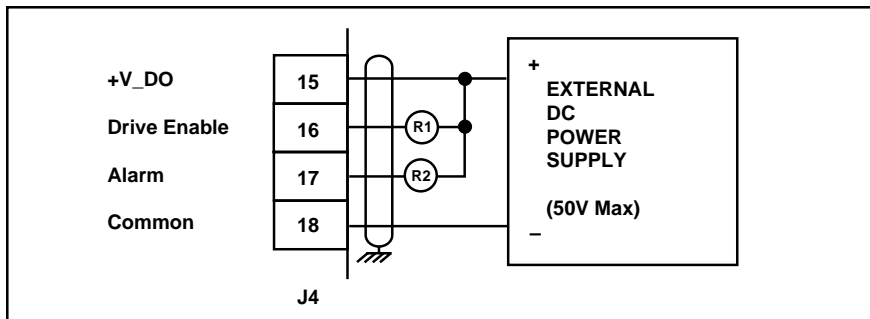 +V_DO 15
Drive Enable 16 R1
Alarm 17 R2
Common 18
J4
+
EXTERNAL
DC
POWER
SUPPLY
(50V Max)
–